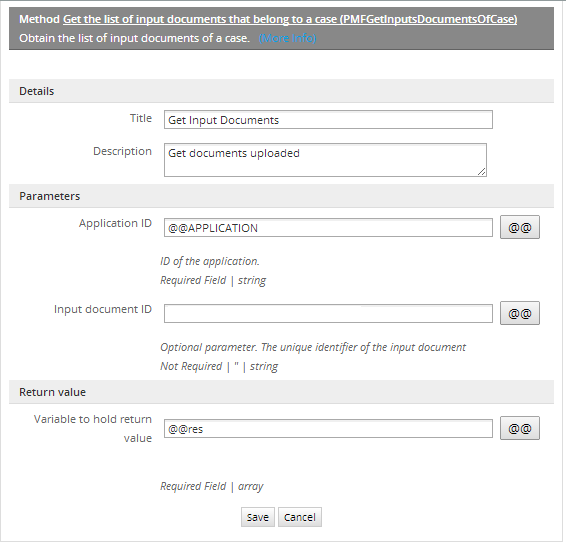 Method Get the list of input documents that belong to a case (PMFGetInputsDocumentsOfCase)
Obtain the list of input documents of a case. (More Info)
Details
Title Get Input Documents
Description Get documents uploaded
Parameters
Application ID @@APPLICATION @@
ID of the application.
Required Field | string
Input document ID @@
Optional parameter. The unique identifier of the input document
Not Required | '' | string
Return value
Variable to hold return
value @@res @@
Required Field | array
Save Cancel